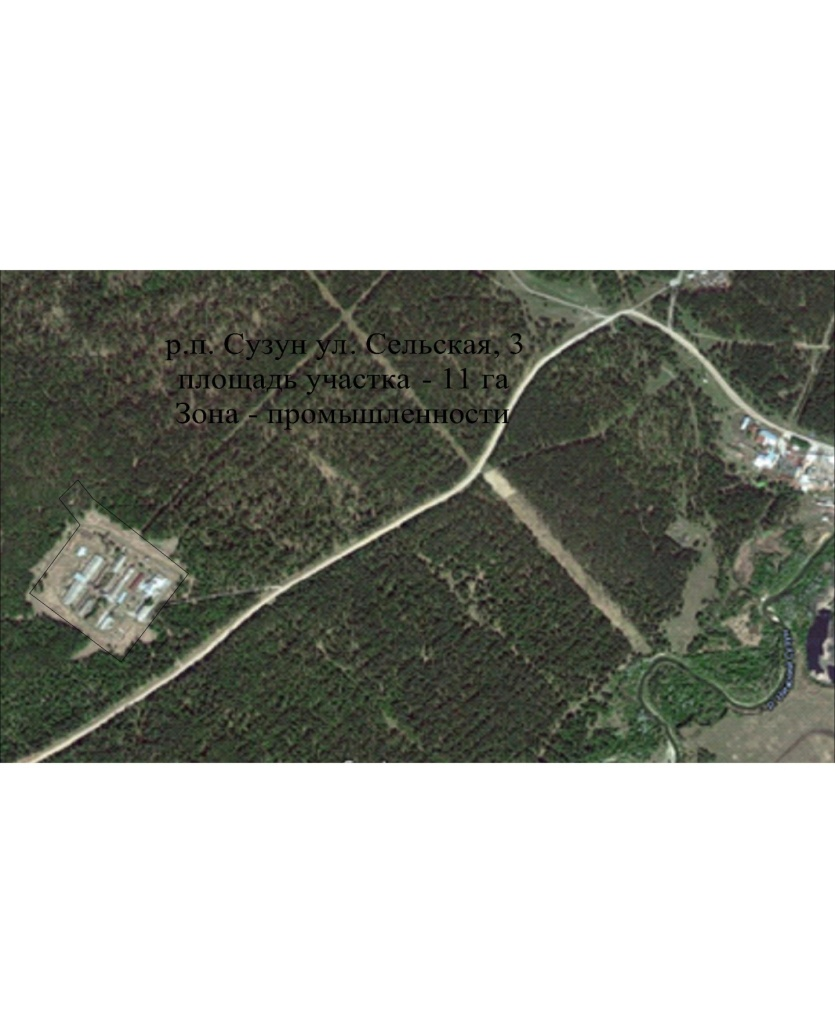 р.п. Сузун ул. Сельская, 3
площадь участка - 11 га
Зона - промышленности